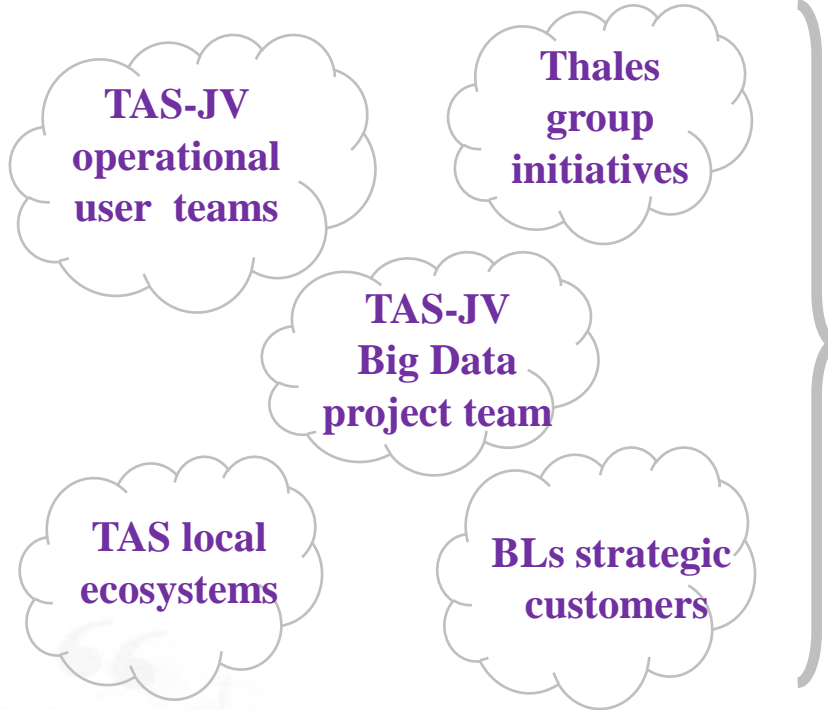 TAS-JV
operational
user teams
Thales
group
initiatives
TAS-JV
Big Data
project team
TAS local
ecosystems
BLs strategic
customers